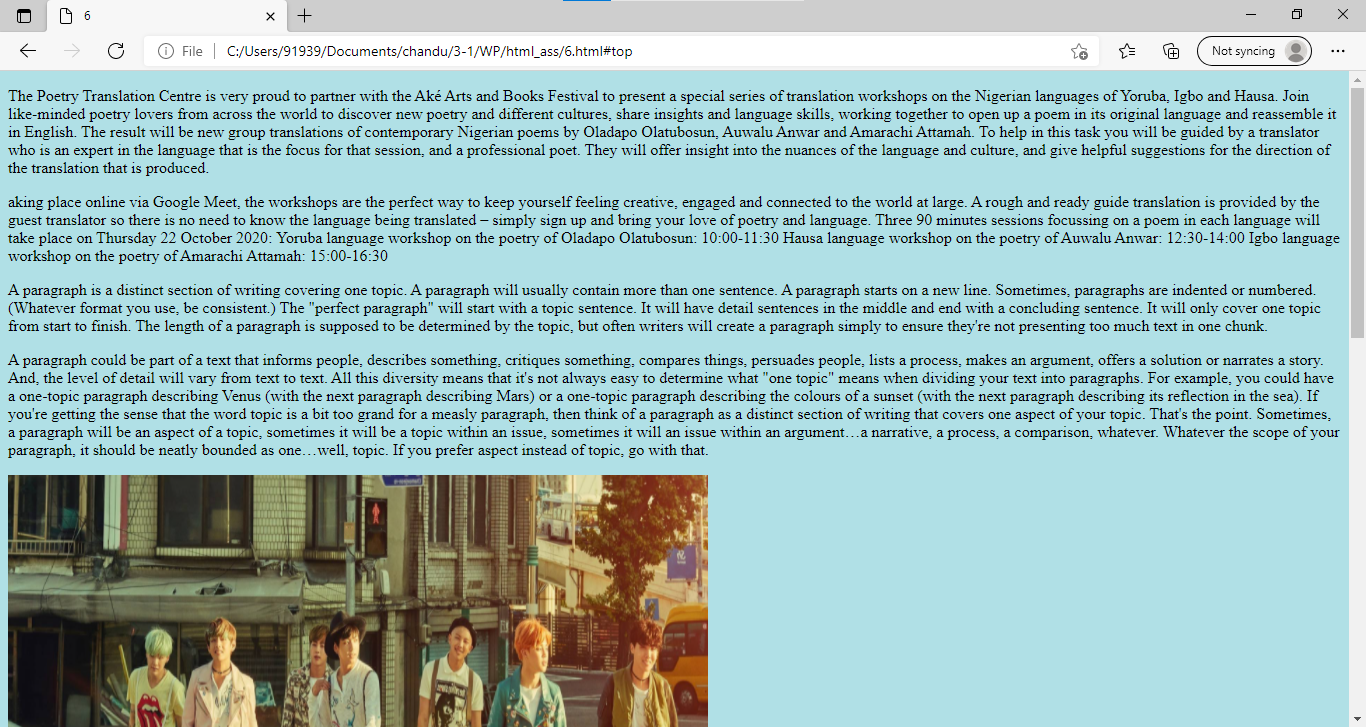 6
File
C:/Users/91939/Documents/chandu/3-1/WP/html_ass/6.html#top
Not syncing
The Poetry Translation Centre is very proud to partner with the Aké Arts and Books Festival to present a special series of translation workshops on the Nigerian languages of Yoruba, Igbo and Hausa. Join
like-minded poetry lovers from across the world to discover new poetry and different cultures, share insights and language skills, working together to open up a poem in its original language and reassemble it
in English. The result will be new group translations of contemporary Nigerian poems by Oladapo Olatubosun, Auwalu Anwar and Amarachi Attamah. To help in this task you will be guided by a translator
who is an expert in the language that is the focus for that session, and a professional poet. They will offer insight into the nuances of the language and culture, and give helpful suggestions for the direction of
the translation that is produced.
aking place online via Google Meet, the workshops are the perfect way to keep yourself feeling creative, engaged and connected to the world at large. A rough and ready guide translation is provided by the
guest translator so there is no need to know the language being translated – simply sign up and bring your love of poetry and language. Three 90 minutes sessions focussing on a poem in each language will
take place on Thursday 22 October 2020: Yoruba language workshop on the poetry of Oladapo Olatubosun: 10:00-11:30 Hausa language workshop on the poetry of Auwalu Anwar: 12:30-14:00 Igbo language
workshop on the poetry of Amarachi Attamah: 15:00-16:30
A paragraph is a distinct section of writing covering one topic. A paragraph will usually contain more than one sentence. A paragraph starts on a new line. Sometimes, paragraphs are indented or numbered.
(Whatever format you use, be consistent.) The "perfect paragraph" will start with a topic sentence. It will have detail sentences in the middle and end with a concluding sentence. It will only cover one topic
from start to finish. The length of a paragraph is supposed to be determined by the topic, but often writers will create a paragraph simply to ensure they're not presenting too much text in one chunk.
A paragraph could be part of a text that informs people, describes something, critiques something, compares things, persuades people, lists a process, makes an argument, offers a solution or narrates a story.
And, the level of detail will vary from text to text. All this diversity means that it's not always easy to determine what "one topic" means when dividing your text into paragraphs. For example, you could have
a one-topic paragraph describing Venus (with the next paragraph describing Mars) or a one-topic paragraph describing the colours of a sunset (with the next paragraph describing its reflection in the sea). If
you're getting the sense that the word topic is a bit too grand for a measly paragraph, then think of a paragraph as a distinct section of writing that covers one aspect of your topic. That's the point. Sometimes,
a paragraph will be an aspect of a topic, sometimes it will be a topic within an issue, sometimes it will an issue within an argument…a narrative, a process, a comparison, whatever. Whatever the scope of your
paragraph, it should be neatly bounded as one…well, topic. If you prefer aspect instead of topic, go with that.